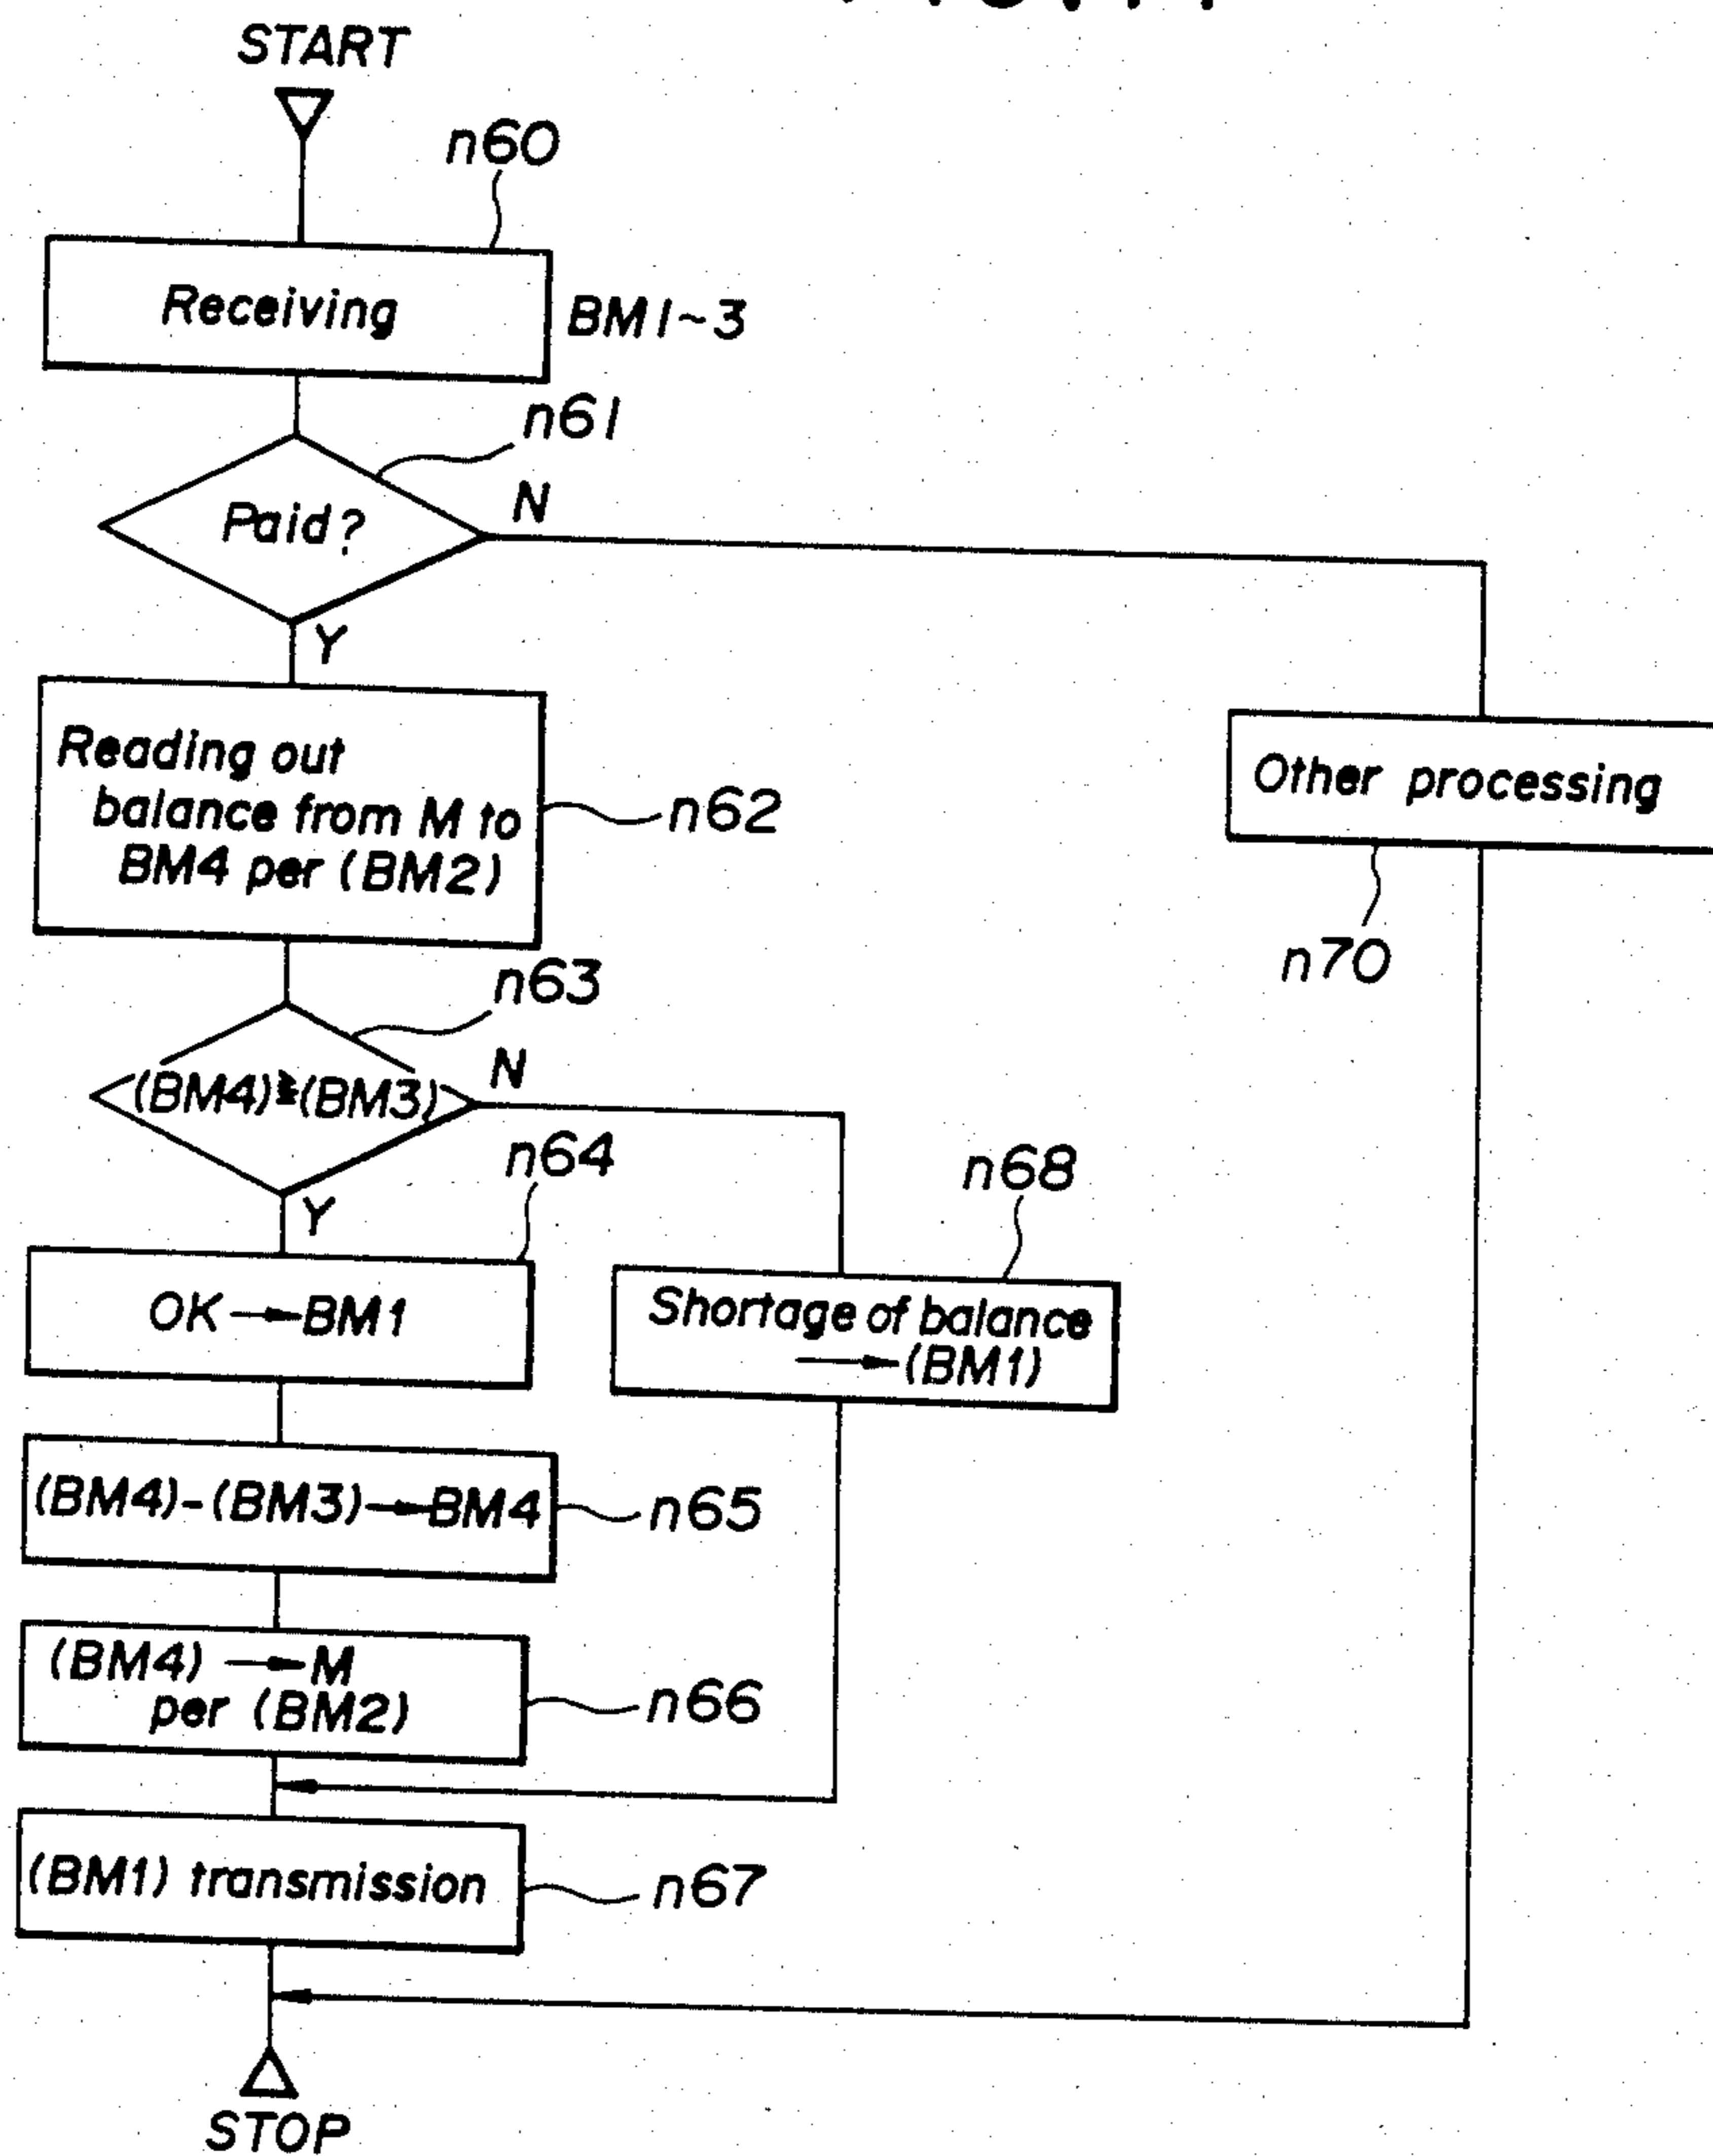 START
n60
Receiving
BM1~3
n61
Paid?
N
Y
Reading out
balance from M to
BM4 per (BM2)
n62
Other processing
n70
n63
(BM4)≧(BM3)
N
Y
n64
OK→BM1
n68
Shortage of balance
→(BM1)
(BM4)-(BM3)→BM4
n65
(BM4)→M
per (BM2)
n66
(BM1) transmission
n67
STOP